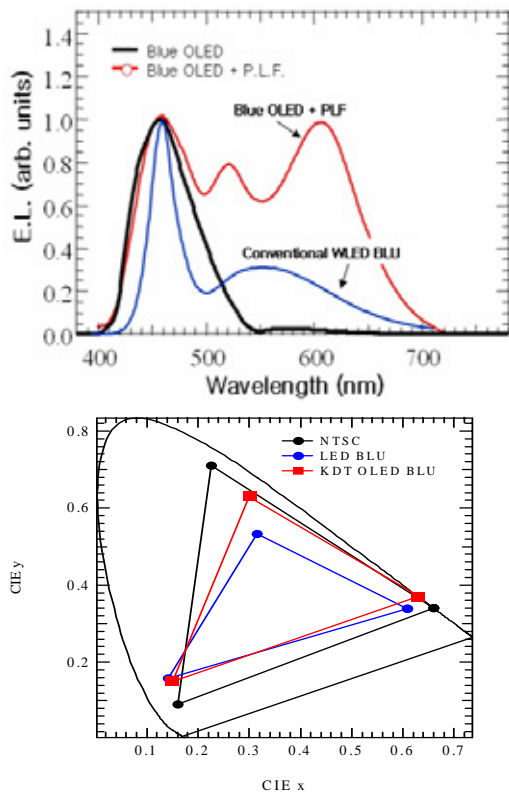 1.4
1.2
1.0
0.8
0.6
0.4
0.2
0.0
E.L. (arb. units)
Blue OLED
Blue OLED + P.L.F.
Blue OLED + PLF
Conventional WLED BLU
400 500 600 700
Wavelength (nm)
0.8
0.6
0.4
0.2
CIE y
NTSC
LED BLU
KDT OLED BLU
0.1 0.2 0.3 0.4 0.5 0.6 0.7
CIE x